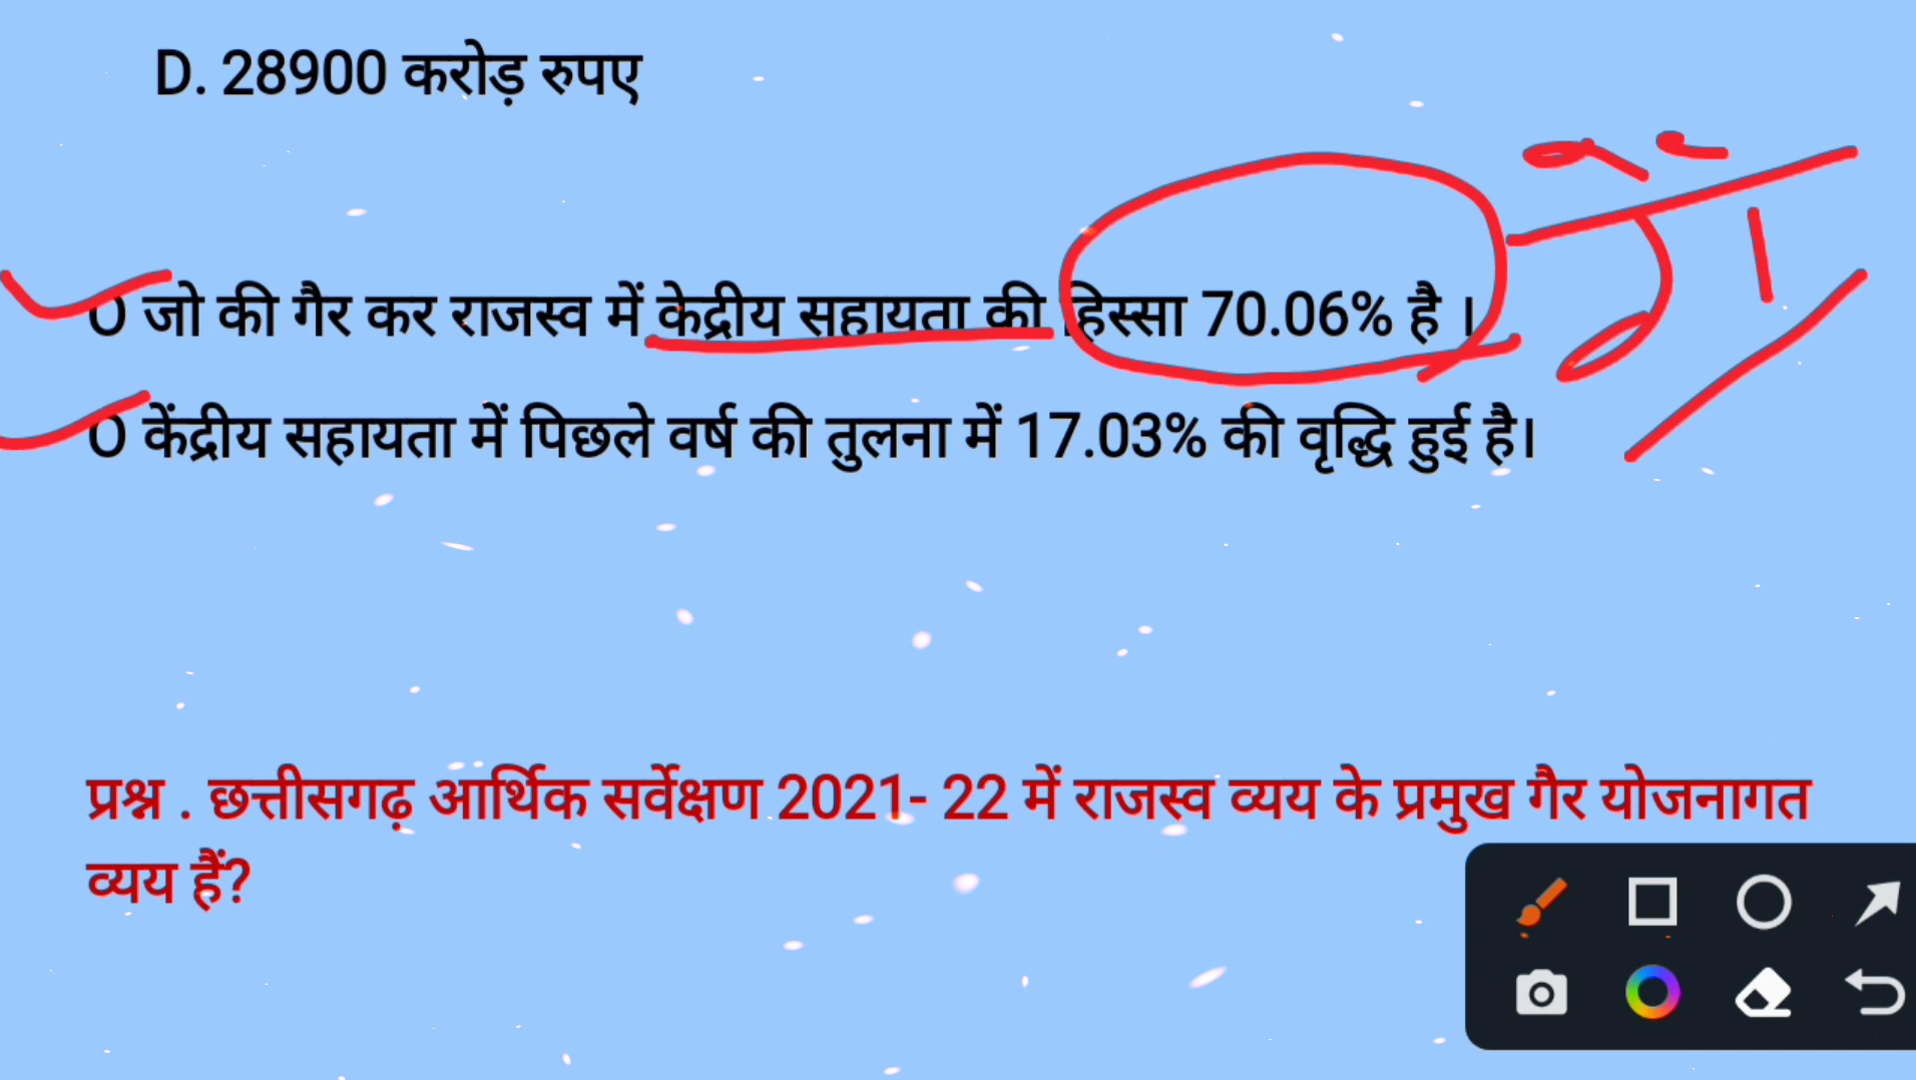 D. 28900 करोड़ रुपए
O जो की गैर कर राजस्व में केद्रीय सहायता की हिस्सा 70.06% है ।
O केंद्रीय सहायता में पिछले वर्ष की तुलना में 17.03% की वृद्धि हुई है।
प्रश्न . छत्तीसगढ़ आर्थिक सर्वेक्षण 2021- 22 में राजस्व व्यय के प्रमुख गैर योजनागत
व्यय हैं?